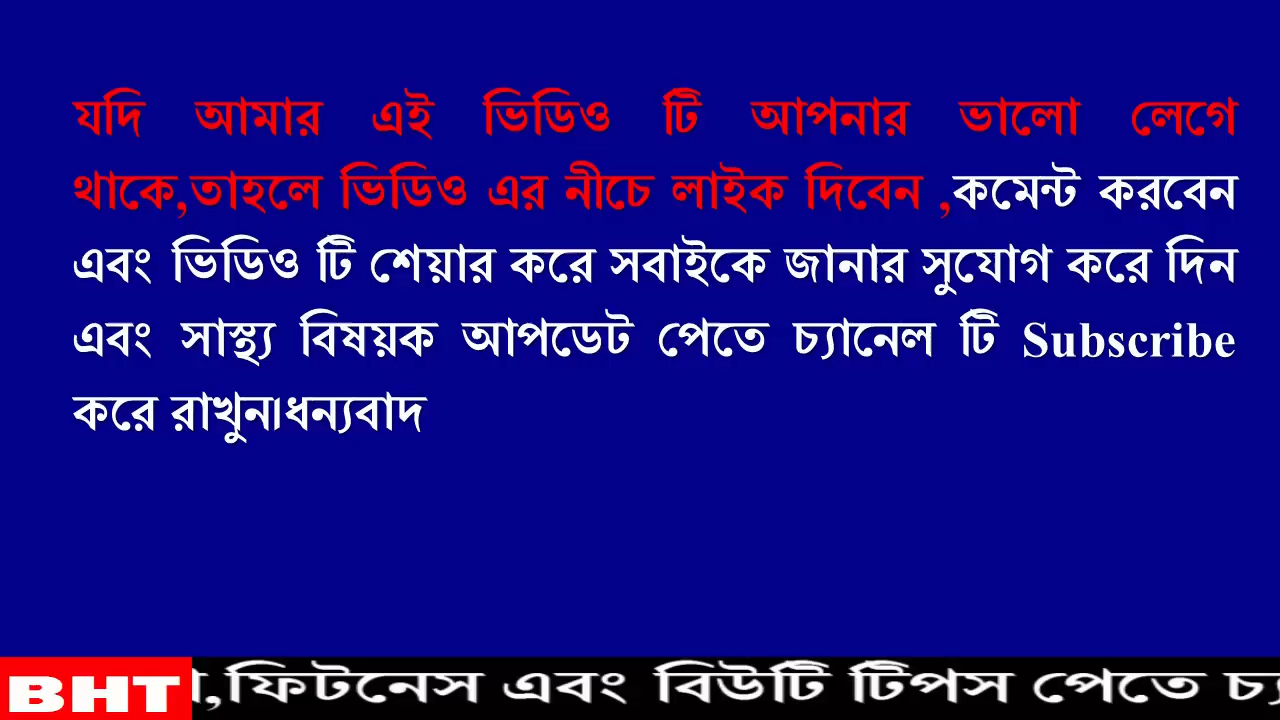 যদি আমার এই ভিডিও টি আপনার ভালো লেগে
থাকে,তাহলে ভিডিও এর নীচে লাইক দিবেন ,কমেন্ট করবেন
এবং ভিডিও টি শেয়ার করে সবাইকে জানার সুযোগ করে দিন
এবং সাস্থ্য বিষয়ক আপডেট পেতে চ্যানেল টি Subscribe
করে রাখুন।ধন্যবাদ
BHT ,ফিটনেস এবং বিউটি টিপস পেতে